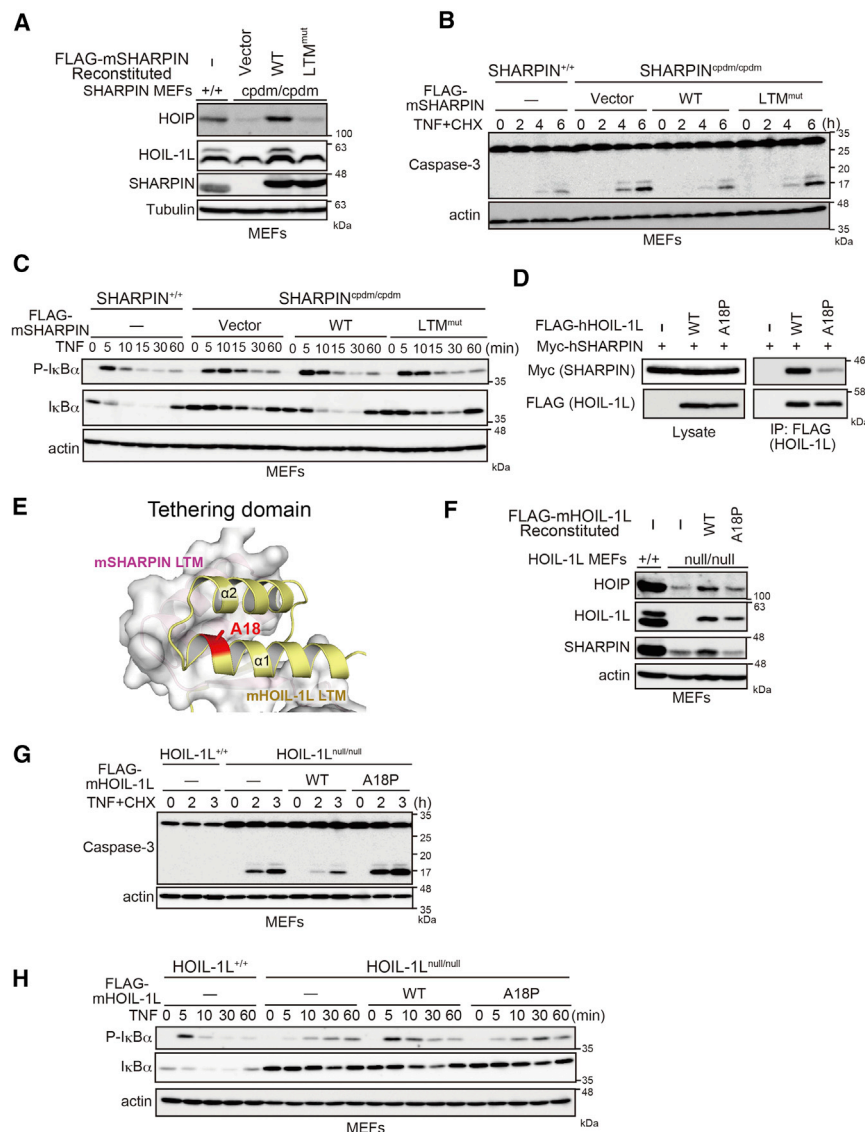 A
FLAG-mSHARPIN
Reconstituted
– Vector WT LTMmut
SHARPIN MEFs +/+ cpdm/cpdm
HOIP
100
HOIL-1L
63
48
SHARPIN
Tubulin
63
kDa
MEFs
B
SHARPIN+/+ SHARPINcpdm/cpdm
FLAG-
mSHARPIN
— Vector WT LTMmut
TNF+CHX 0 2 4 6 0 2 4 6 0 2 4 6 0 2 4 6 (h)
35
Caspase-3
25
17
48
actin
35
kDa
MEFs
C
SHARPIN+/+ SHARPINcpdm/cpdm
FLAG-
mSHARPIN
— Vector WT LTMmut
TNF 0 5 10 15 30 60 0 5 10 15 30 60 0 5 10 15 30 60 0 5 10 15 30 60 (min)
P-IκBα
35
IκBα
35
48
actin
kDa
MEFs
D
FLAG-hHOIL-1L – WT A18P – WT A18P
Myc-hSHARPIN + + + + + +
Myc (SHARPIN)
46
58
FLAG (HOIL-1L)
kDa
Lysate
IP: FLAG
(HOIL-1L)
E
Tethering domain
mSHARPIN LTM
α2
A18
α1
mHOIL-1L LTM
F
FLAG-mHOIL-1L
Reconstituted
– – WT A18P
HOIL-1L MEFs +/+ null/null
HOIP
100
63
HOIL-1L
48
SHARPIN
48
actin
kDa
MEFs
G
HOIL-1L+/+ HOIL-1Lnull/null
FLAG-
mHOIL-1L
— — WT A18P
TNF+CHX 0 2 3 0 2 3 0 2 3 0 2 3 (h)
35
25
Caspase-3
20
17
48
actin
35
kDa
MEFs
H
HOIL-1L+/+ HOIL-1Lnull/null
FLAG-
mHOIL-1L
— — WT A18P
TNF 0 5 10 30 60 0 5 10 30 60 0 5 10 30 60 0 5 10 30 60 (min)
P-IκBα
35
IκBα
35
48
actin
kDa
MEFs